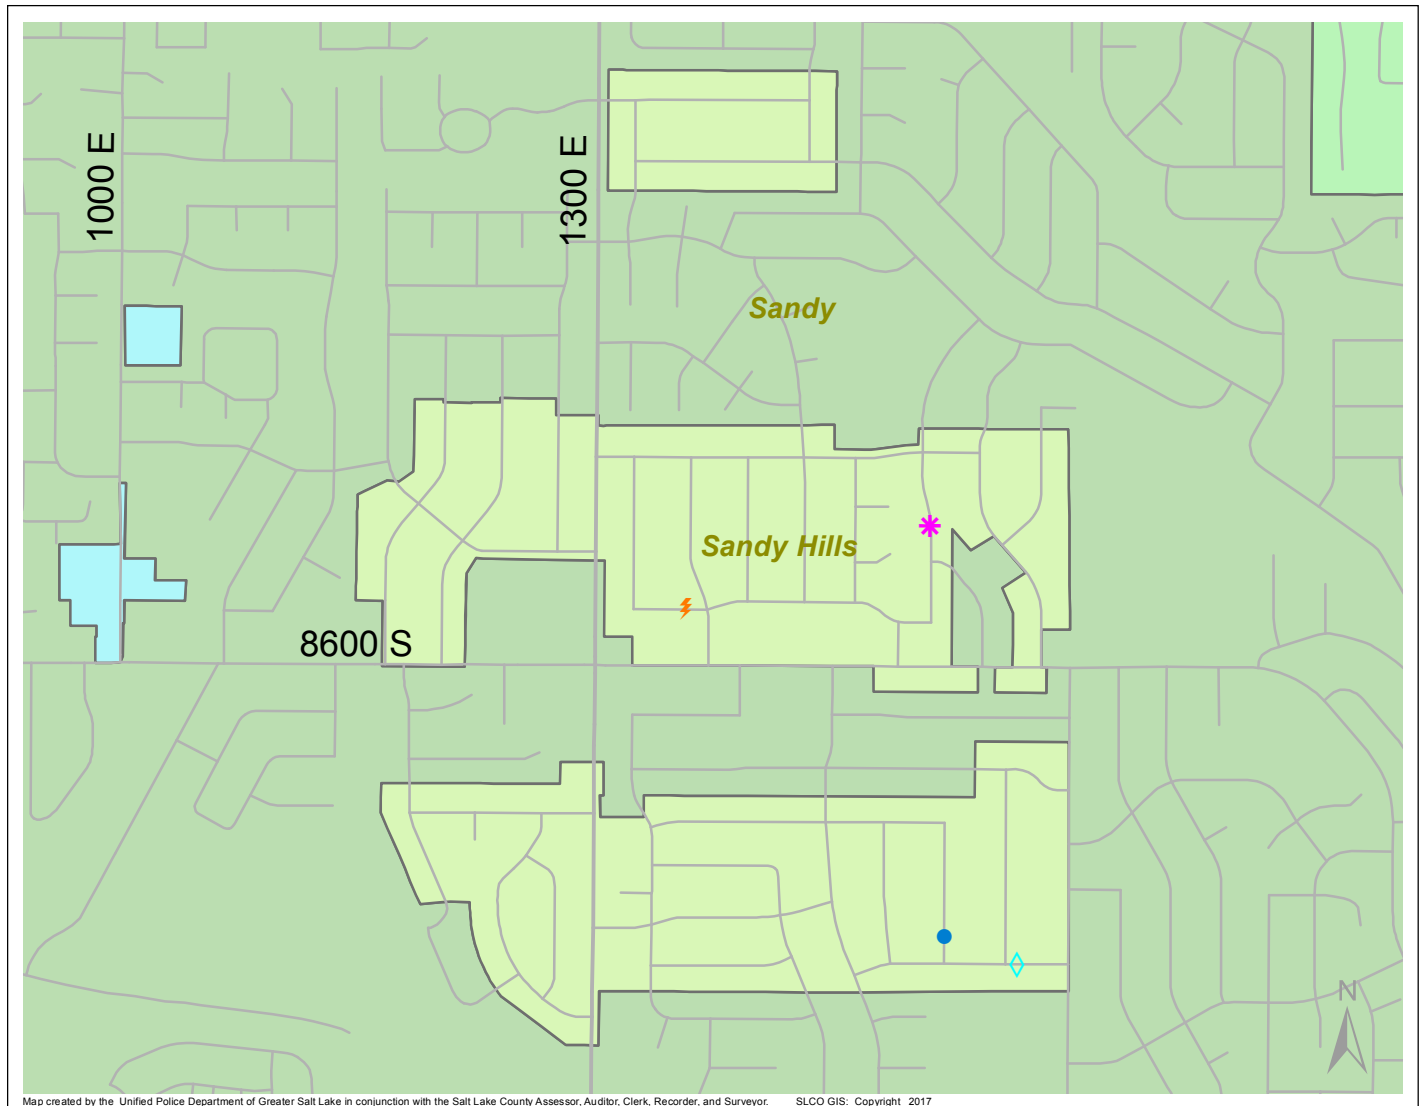 1000 E
1300 E
Sandy
Sandy Hills
8600 S
N
Map created by the Unified Police Department of Greater Salt Lake in conjunction with the Salt Lake County Assessor, Auditor, Clerk, Recorder, and Surveyor. SLCO GIS: Copyright 2017